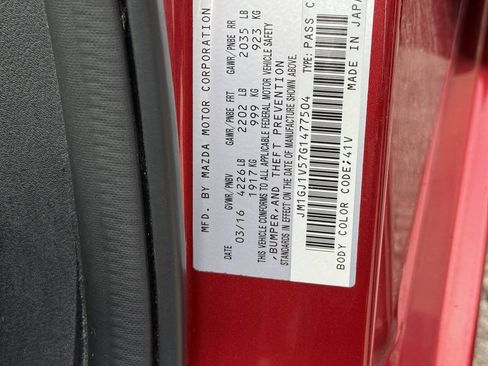 MFD. BY MAZDA MOTOR CORPORATION
DATE GVWR/PNBV GAWR/PNBE FRT GAWR/PNBE RR
03/16 4226 LB 2202 LB 2035 LB
1917 KG 999 KG 923 KG
THIS VEHICLE CONFORMS TO ALL APPLICABLE FEDERAL MOTOR VEHICLE SAFETY
,BUMPER,AND THEFT PREVENTION
STANDARDS IN EFFECT ON THE DATE OF MANUFACTURE SHOWN ABOVE.
JM1GJ1V57G1477504 TYPE: PASS C
BODY COLOR CODE;41V MADE IN JAPA